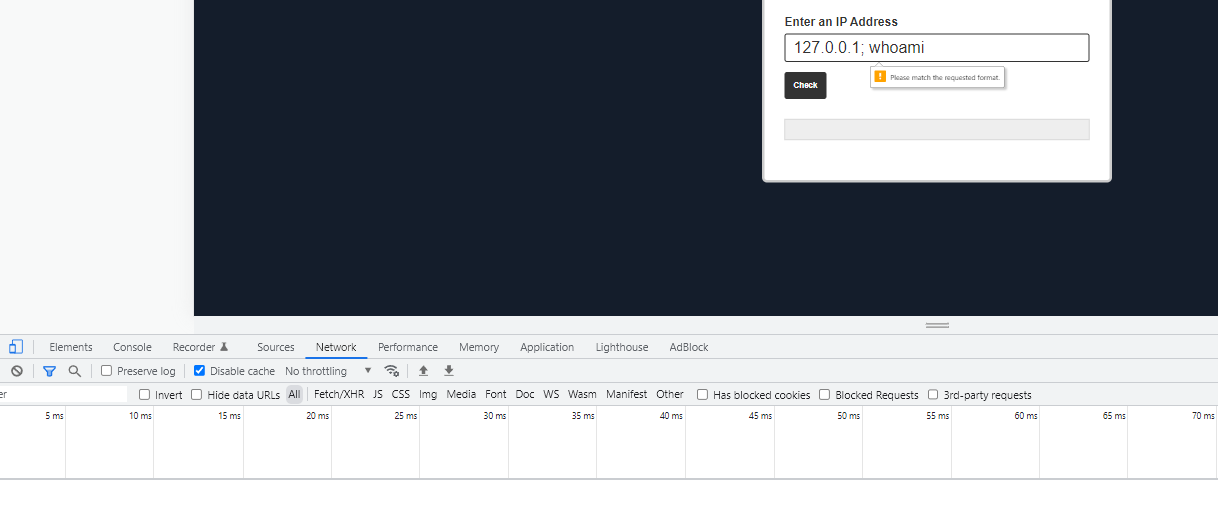 Enter an IP Address
127.0.0.1; whoami
! Please match the requested format.
Check
Elements Console Recorder Sources Network Performance Memory Application Lighthouse AdBlock
Preserve log Disable cache No throttling
er Invert Hide data URLs All Fetch/XHR JS CSS Img Media Font Doc WS Wasm Manifest Other Has blocked cookies Blocked Requests 3rd-party requests
5 ms 10 ms 15 ms 20 ms 25 ms 30 ms 35 ms 40 ms 45 ms 50 ms 55 ms 60 ms 65 ms 70 ms